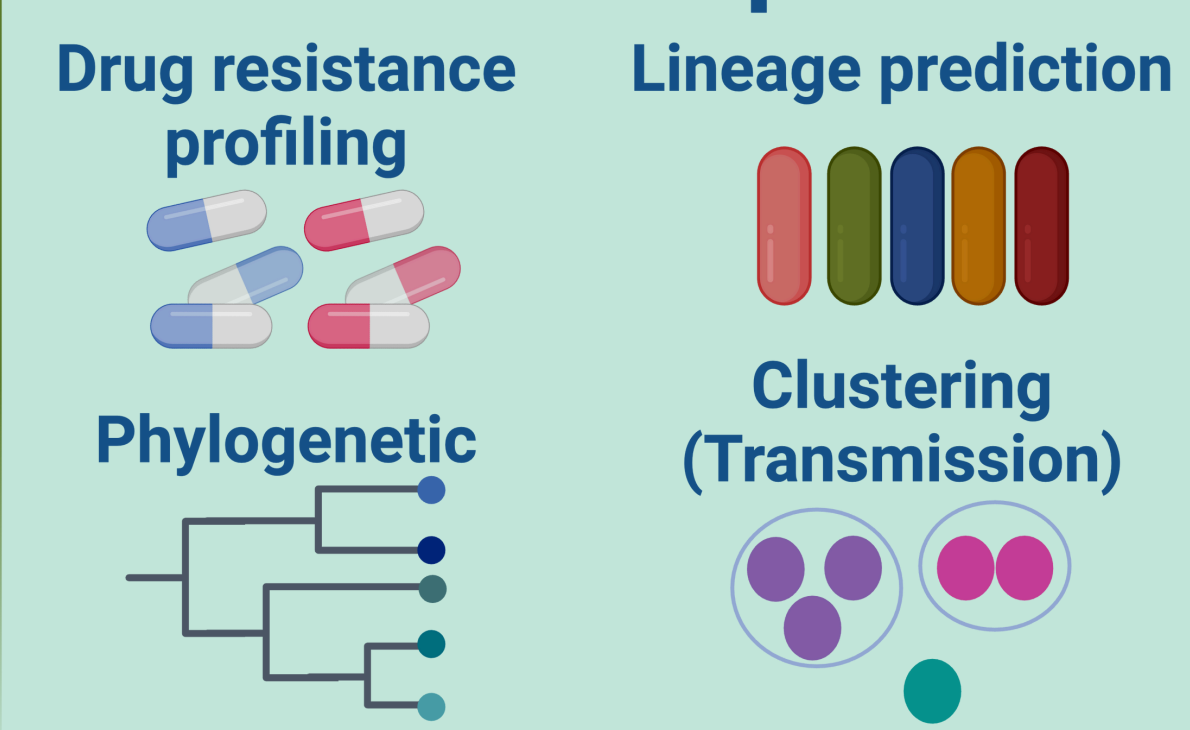 Drug resistance
profiling
Lineage prediction
Phylogenetic
Clustering
(Transmission)